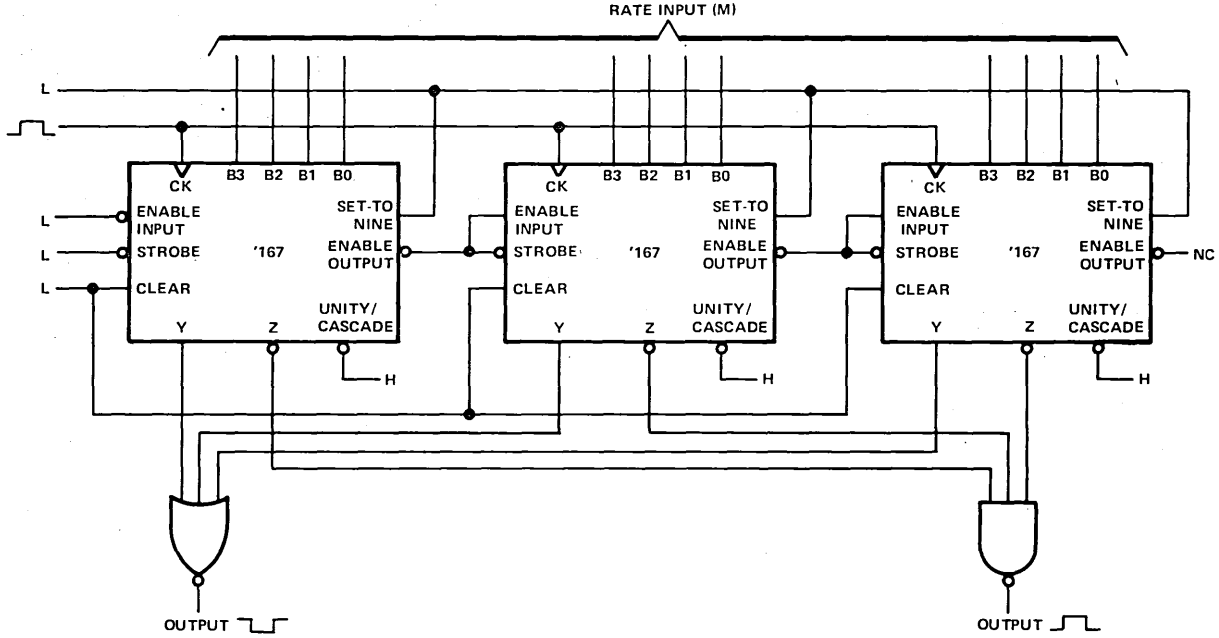 RATE INPUT (M)
L
B3 B2 B1 B0
CK
ENABLE INPUT
STROBE
CLEAR
'167
SET-TO NINE
ENABLE OUTPUT
UNITY/ CASCADE
Y
Z
L
L
L
H
B3 B2 B1 B0
CK
ENABLE INPUT
STROBE
CLEAR
'167
SET-TO NINE
ENABLE OUTPUT
UNITY/ CASCADE
Y
Z
H
B3 B2 B1 B0
CK
ENABLE INPUT
STROBE
CLEAR
'167
SET-TO NINE
ENABLE OUTPUT
UNITY/ CASCADE
Y
Z
NC
H
OUTPUT
OUTPUT